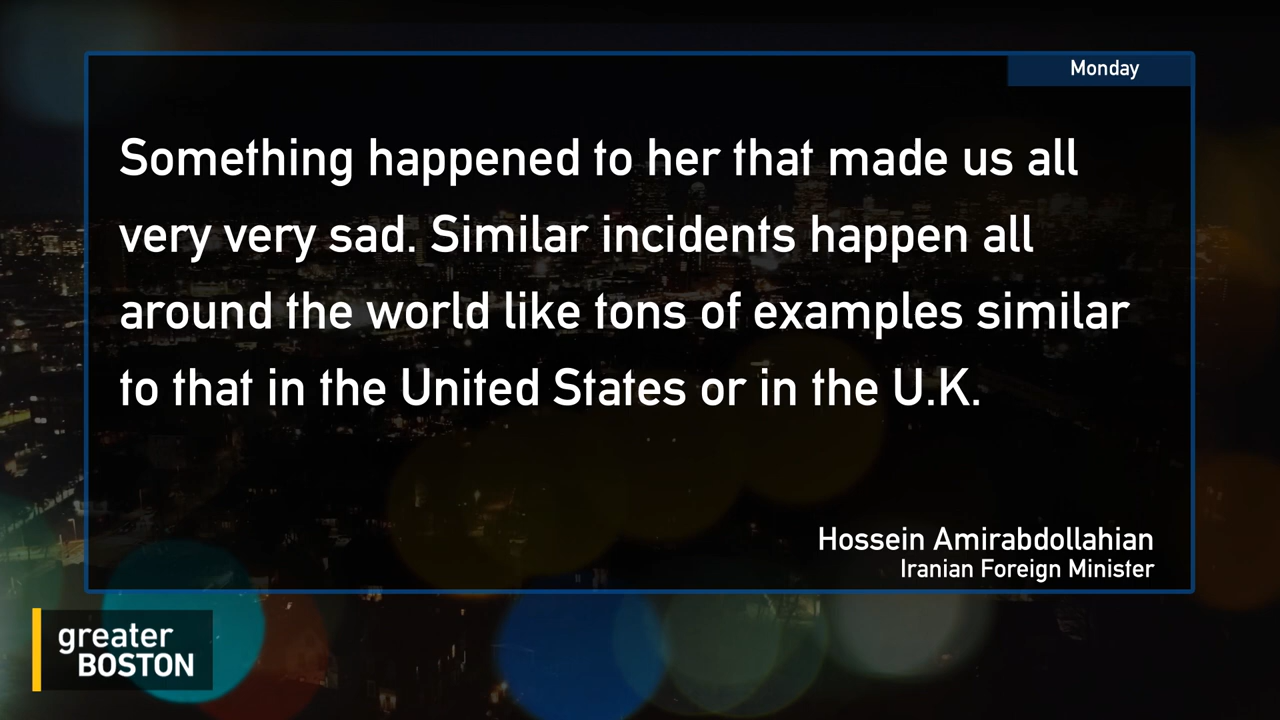 Monday
Something happened to her that made us all
very very sad. Similar incidents happen all
around the world like tons of examples similar
to that in the United States or in the U.K.
Hossein Amirabdollahian
Iranian Foreign Minister
greater
BOSTON